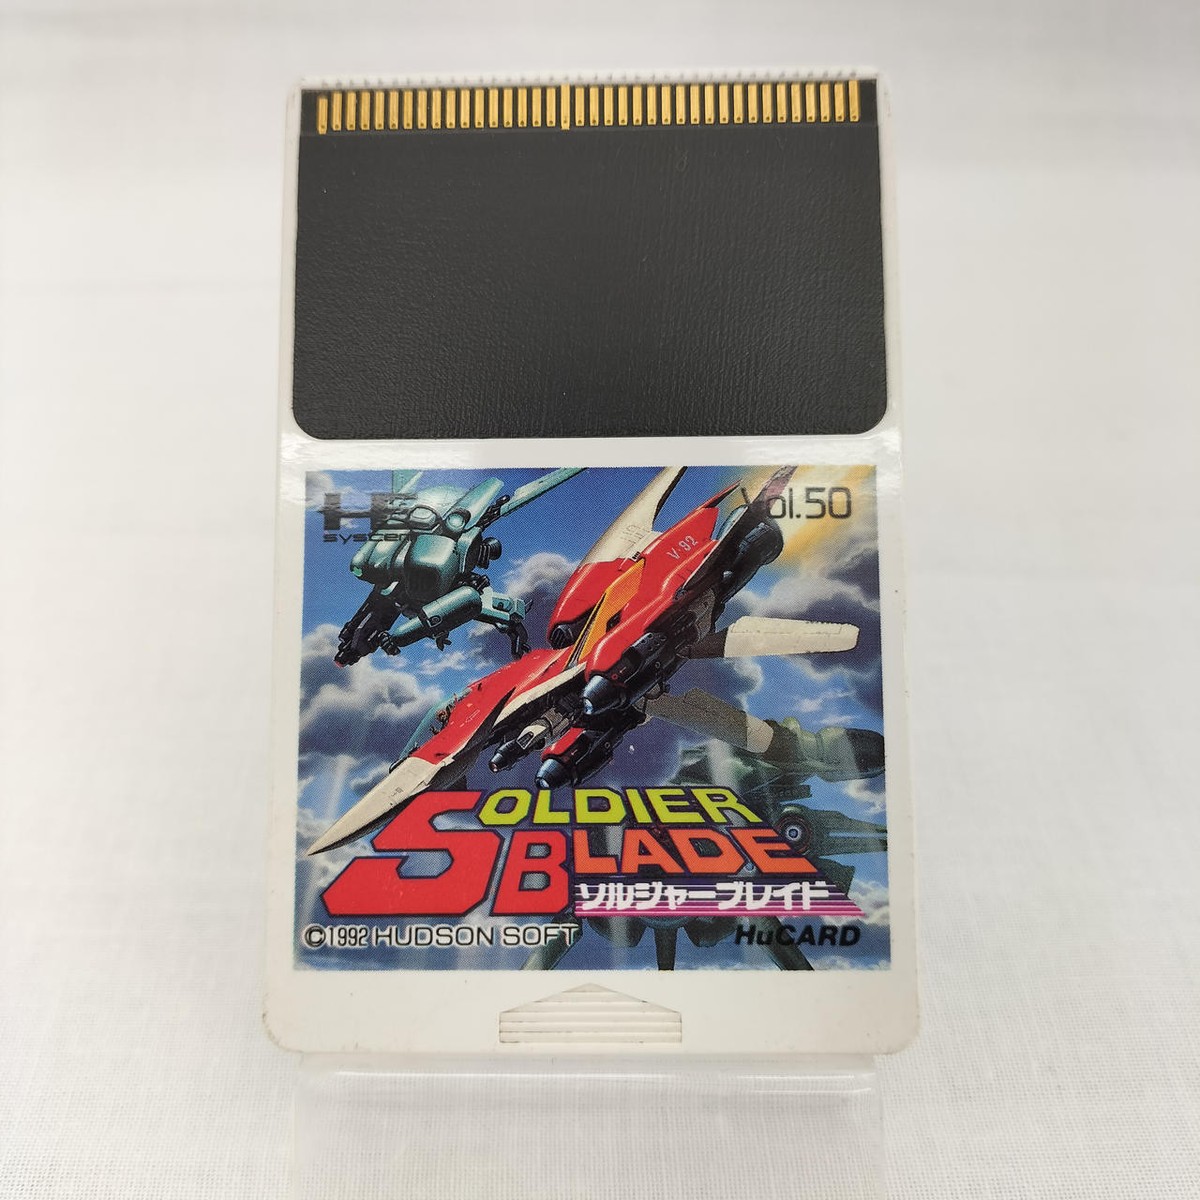 HE
system
Vol.50
V-92
SOLDIER
BLADE
ソルジャーブレイド
©1992 HUDSON SOFT
HuCARD